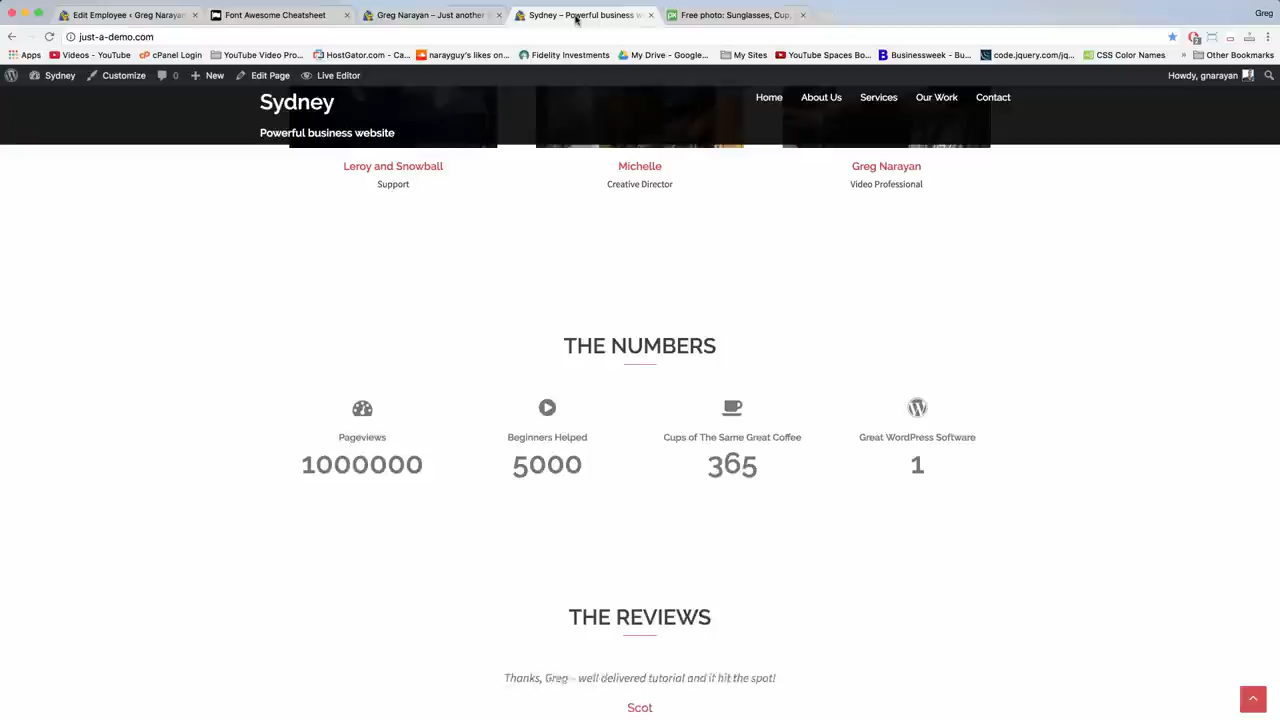 Edit Employee ‹ Greg Narayan
Font Awesome Cheatsheet
Greg Narayan – Just another
Sydney – Powerful business w
Free photo: Sunglasses, Cup,
just-a-demo.com
Apps
Videos - YouTube
cPanel Login
YouTube Video Pro...
HostGator.com - Ca...
narayguy's likes on...
Fidelity Investments
My Drive - Google...
My Sites
YouTube Spaces Bo...
Businessweek - Bu...
code.jquery.com/jq...
CSS Color Names
Other Bookmarks
Sydney
Customize
0
New
Edit Page
Live Editor
Howdy, gnarayan
Sydney
Home
About Us
Services
Our Work
Contact
Powerful business website
Leroy and Snowball
Michelle
Greg Narayan
Support
Creative Director
Video Professional
THE NUMBERS
Pageviews
Beginners Helped
Cups of The Same Great Coffee
Great WordPress Software
1000000
5000
365
1
THE REVIEWS
Thanks, Greg – well delivered tutorial and it hit the spot!
Scot